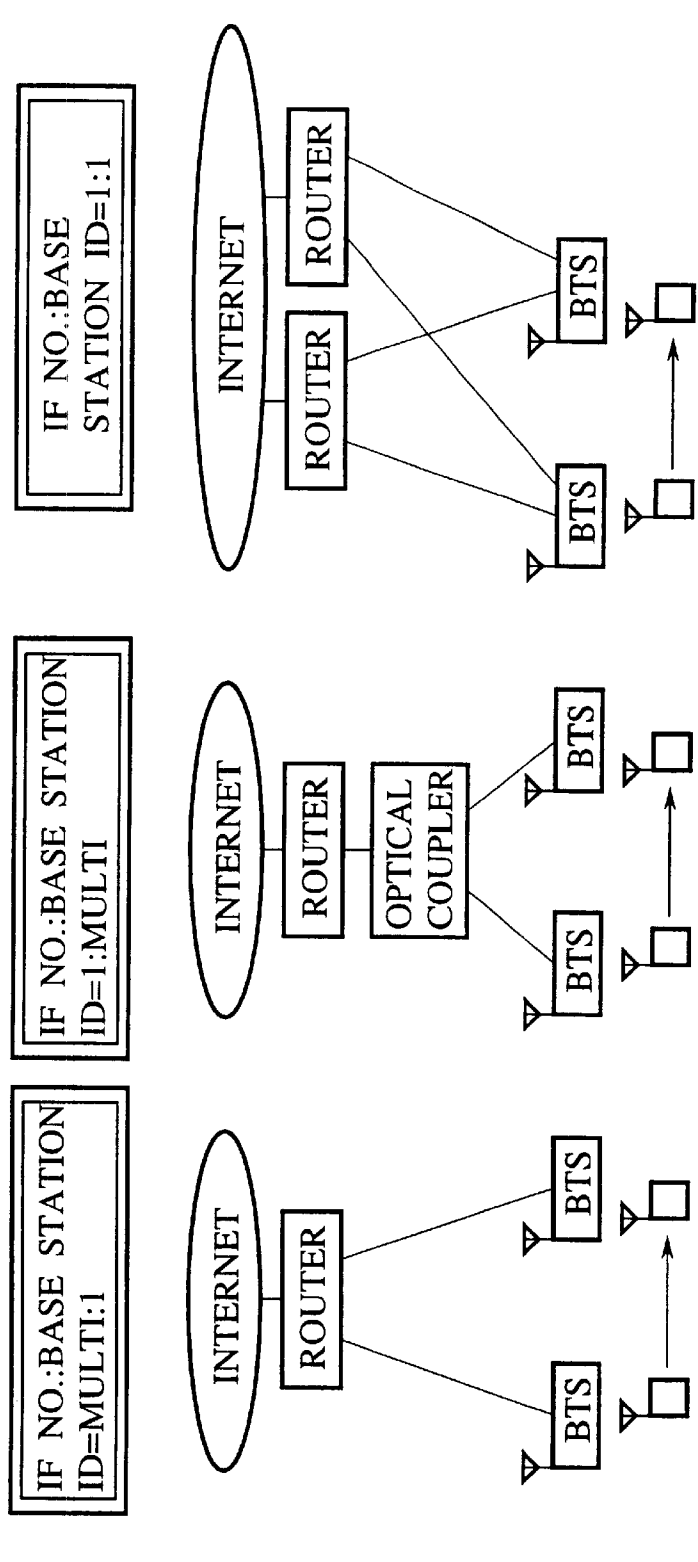 IF NO.:BASE STATION
ID=MULTI:1
INTERNET
ROUTER
BTS
BTS
IF NO.:BASE STATION
ID=1:MULTI
INTERNET
ROUTER
OPTICAL
COUPLER
BTS
BTS
IF NO.:BASE
STATION ID=1:1
INTERNET
ROUTER
ROUTER
BTS
BTS